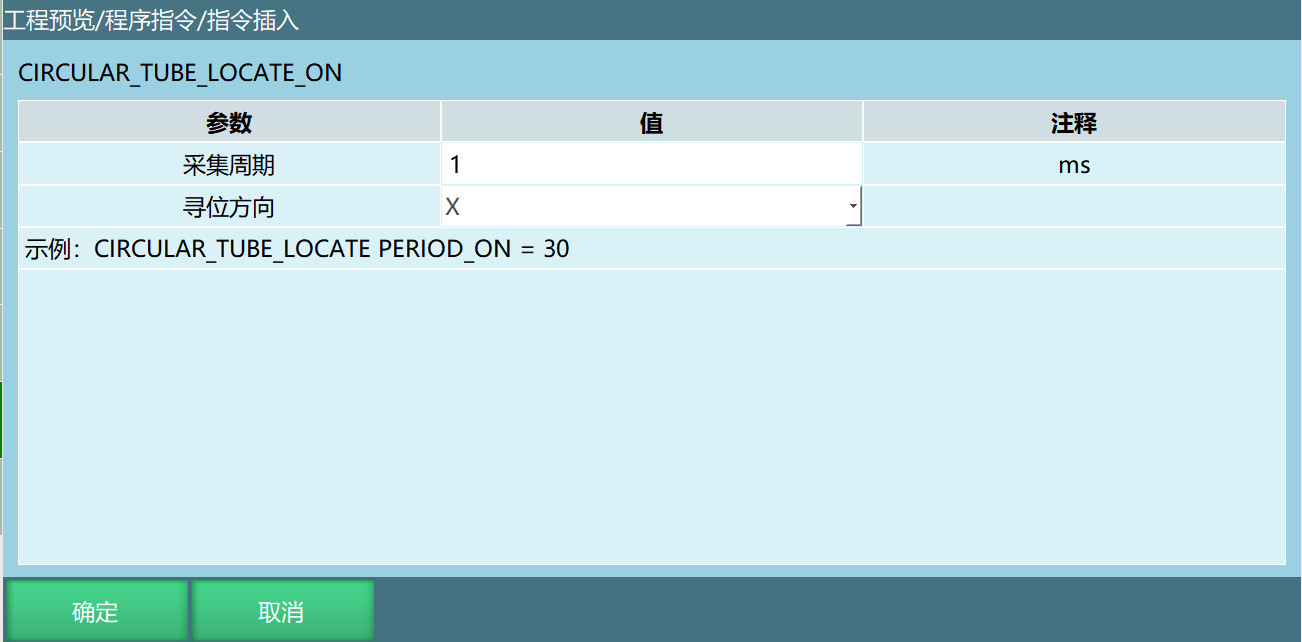 工程预览/程序指令/指令插入
CIRCULAR_TUBE_LOCATE_ON
参数 值 注释
采集周期 1 ms
寻位方向 X
示例：CIRCULAR_TUBE_LOCATE PERIOD_ON = 30
确定 取消